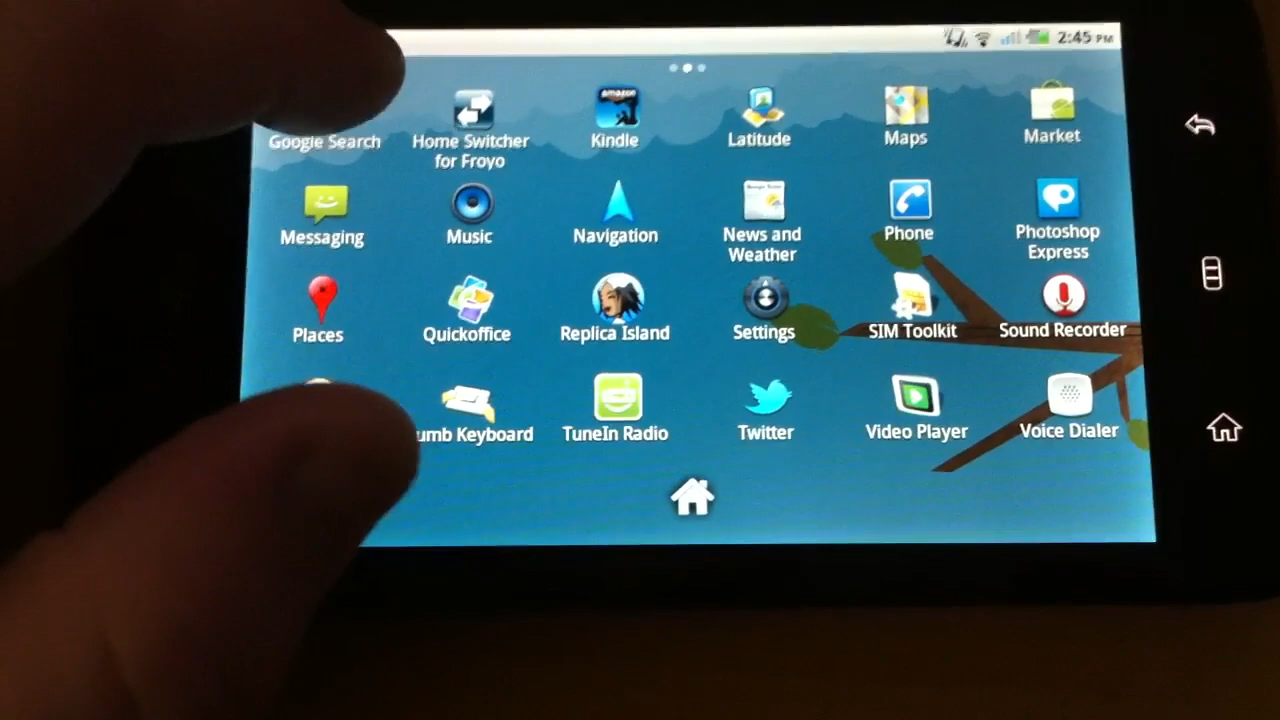 2:45 PM
Google Search
Home Switcher
for Froyo
amazon
Kindle
Latitude
Maps
Market
Messaging
Music
Navigation
News and
Weather
Phone
Photoshop
Express
Places
Quickoffice
Replica Island
Settings
SIM Toolkit
Sound Recorder
umb Keyboard
TuneIn Radio
Twitter
Video Player
Voice Dialer